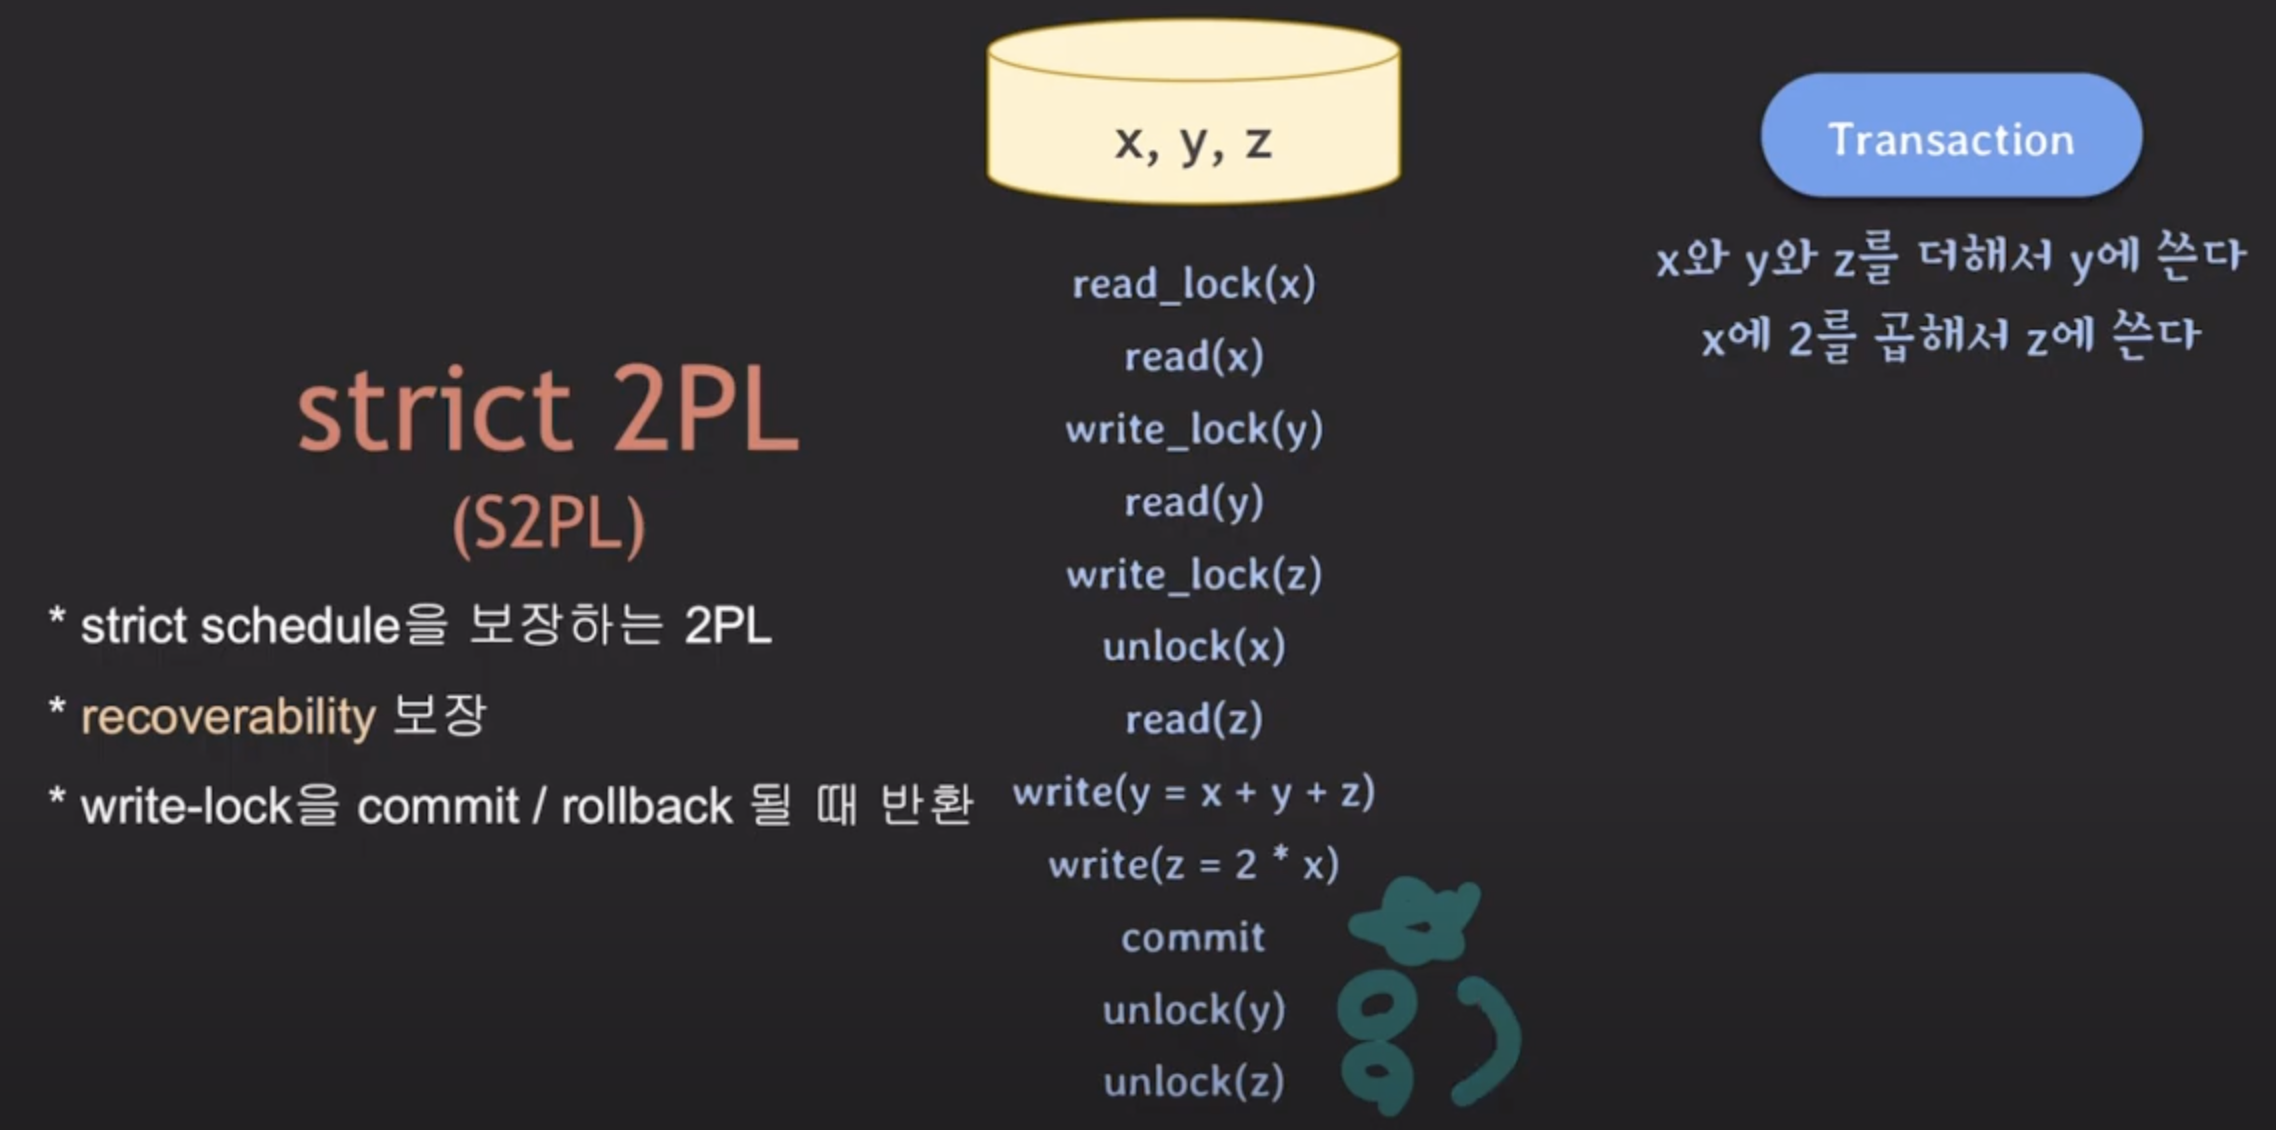 x, y, z
Transaction
x와 y와 z를 더해서 y에 쓴다
x에 2를 곱해서 z에 쓴다
strict 2PL
(S2PL)
* strict schedule을 보장하는 2PL
* recoverability 보장
* write-lock을 commit / rollback 될 때 반환
read_lock(x)
read(x)
write_lock(y)
read(y)
write_lock(z)
unlock(x)
read(z)
write(y = x + y + z)
write(z = 2 * x)
commit
unlock(y)
unlock(z)